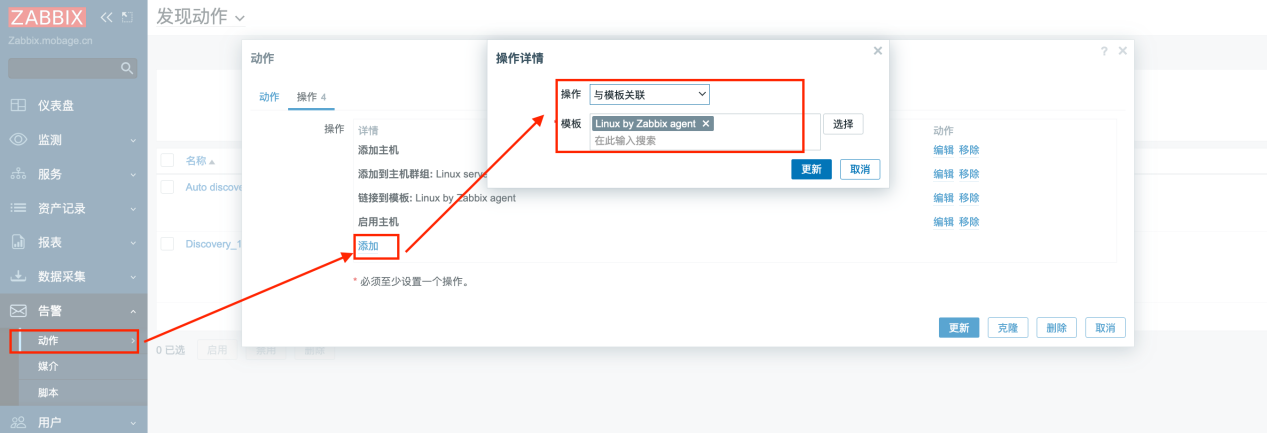 ZABBIX
Zabbix.mobage.cn
仪表盘
监测
服务
资产记录
报表
数据采集
告警
动作
媒介
脚本
用户
发现动作
名称
Auto discove
Discovery_1
0 已选 启用 禁用 删除
动作
动作 操作 4
操作 详情 动作
添加主机 编辑 移除
添加到主机群组: Linux serve 编辑 移除
链接到模板: Linux by Zabbix agent 编辑 移除
启用主机 编辑 移除
添加
* 必须至少设置一个操作。
更新 克隆 删除 取消
操作详情
操作 与模板关联
* 模板 Linux by Zabbix agent 选择
在此输入搜索
更新 取消